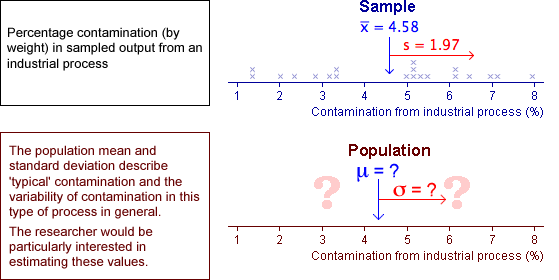 Percentage contamination (by
weight) in sampled output from an
industrial process
Sample
x̅ = 4.58
s = 1.97
1 2 3 4 5 6 7 8
Contamination from industrial process (%)
The population mean and
standard deviation describe
'typical' contamination and the
variability of contamination in this
type of process in general.
The researcher would be
particularly interested in
estimating these values.
Population
μ = ?
? σ = ? ?
1 2 3 4 5 6 7 8
Contamination from industrial process (%)